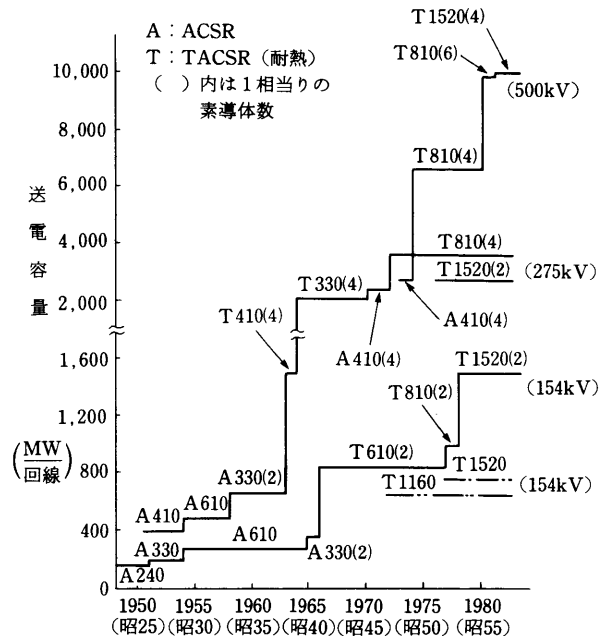 A：ACSR
T：TACSR（耐熱）
（　）内は1相当りの
素導体数
T1520(4)
T810(6)
(500kV)
T810(4)
T810(4)
T1520(2)
(275kV)
A410(4)
T330(4)
A410(4)
T410(4)
T1520(2)
(154kV)
T810(2)
T610(2)
T1520
T1160
(154kV)
A330(2)
A610
A410
A610
A330(2)
A330
A240
送電容量
(MW/回線)
10,000
8,000
6,000
4,000
2,000
1,600
1,200
800
400
0
1950 1955 1960 1965 1970 1975 1980
(昭25) (昭30) (昭35) (昭40) (昭45) (昭50) (昭55)